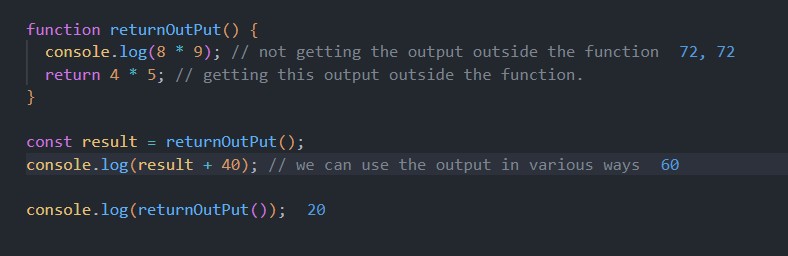 function returnOutPut() {
  console.log(8 * 9); // not getting the output outside the function  72, 72
  return 4 * 5; // getting this output outside the function.
}
const result = returnOutPut();
console.log(result + 40); // we can use the output in various ways  60
console.log(returnOutPut());  20